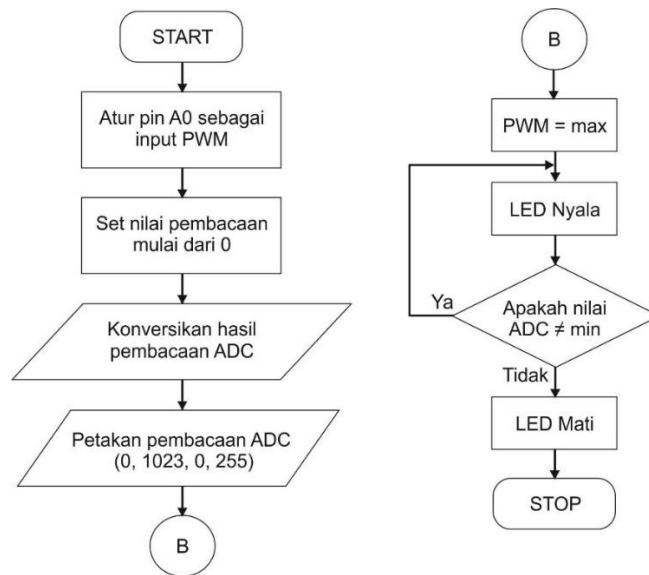 START
Atur pin A0 sebagai
input PWM
Set nilai pembacaan
mulai dari 0
Konversikan hasil
pembacaan ADC
Petakan pembacaan ADC
(0, 1023, 0, 255)
B
B
PWM = max
LED Nyala
Ya
Apakah nilai
ADC ≠ min
Tidak
LED Mati
STOP